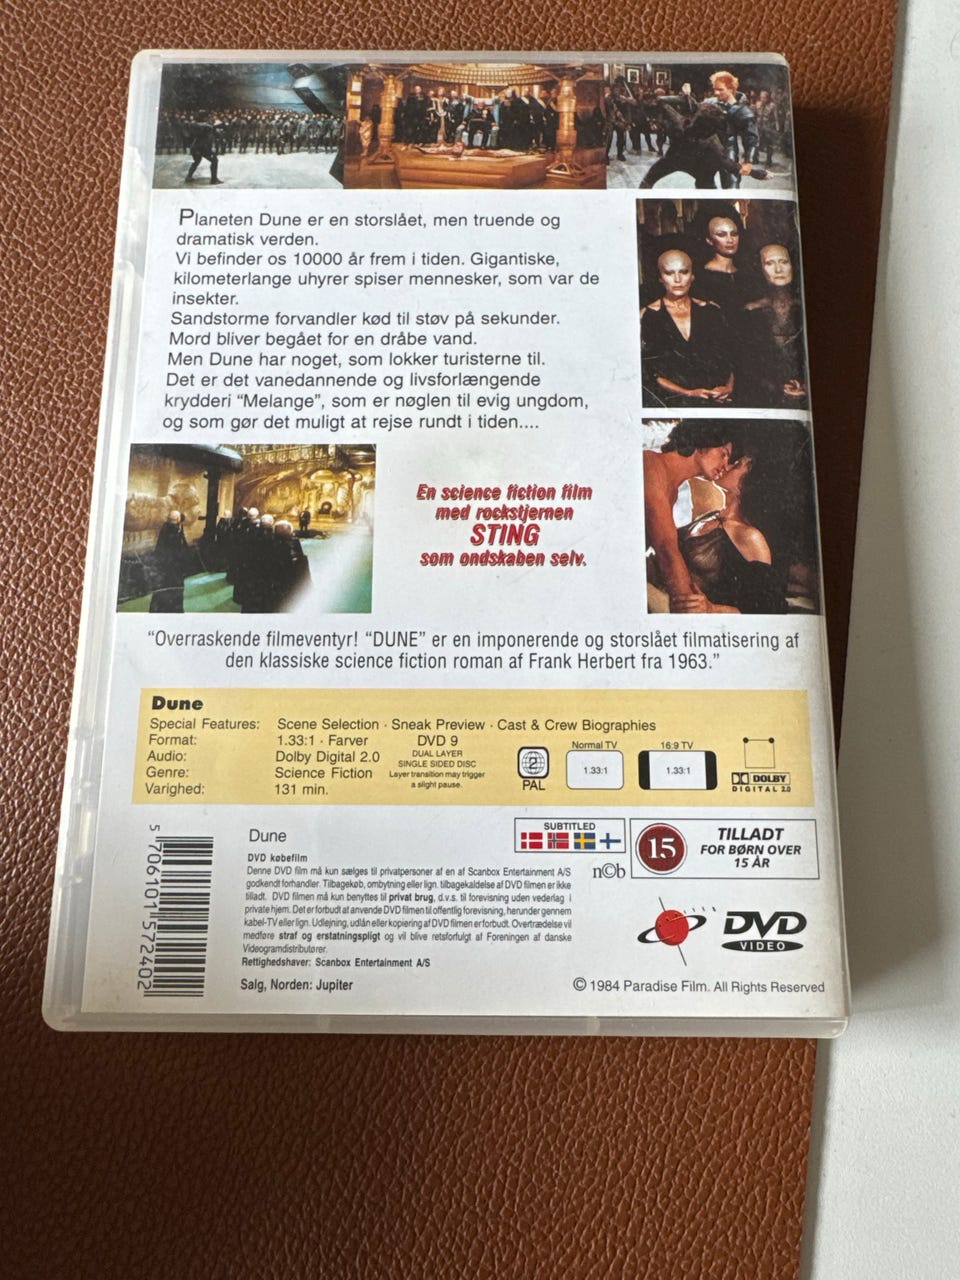 Planeten Dune er en storslået, men truende og
dramatisk verden.
Vi befinder os 10000 år frem i tiden. Gigantiske,
kilometerlange uhyrer spiser mennesker, som var de
insekter.
Sandstorme forvandler kød til støv på sekunder.
Mord bliver begået for en dråbe vand.
Men Dune har noget, som lokker turisterne til.
Det er det vanedannende og livsforlængende
krydderi “Melange”, som er nøglen til evig ungdom,
og som gør det muligt at rejse rundt i tiden....
En science fiction film
med rockstjernen
STING
som ondskaben selv.
“Overraskende filmeventyr! “DUNE” er en imponerende og storslået filmatisering af
den klassiske science fiction roman af Frank Herbert fra 1963.”
Dune
Special Features: Scene Selection · Sneak Preview · Cast & Crew Biographies
Format: 1.33:1 · Farver
Audio: Dolby Digital 2.0
Genre: Science Fiction
Varighed: 131 min.
DVD 9
DUAL LAYER
SINGLE SIDED DISC
Layer transition may trigger
a slight pause.
2
PAL
Normal TV
1.33:1
16:9 TV
1.33:1
DOLBY
DIGITAL 2.0
5 706101 572402
Dune
DVD købefilm
Denne DVD film må kun sælges til privatpersoner af en af Scanbox Entertainment A/S
godkendt forhandler. Tilbagekøb, ombytning eller lign. tilbagekaldelse af DVD filmen er ikke
tilladt. DVD filmen må kun benyttes til privat brug, d.v.s. til forevisning uden vederlag i
private hjem. Det er forbudt at anvende DVD filmen til offentlig forevisning, herunder gennem
kabel-TV eller lign. Udlejning, udlån eller kopiering af DVD filmen er forbudt. Overtrædelse vil
medføre straf og erstatningspligt og vil blive retsforfulgt af Foreningen af danske
Videogramdistributører.
Rettighedshaver: Scanbox Entertainment A/S
Salg, Norden: Jupiter
SUBTITLED
n©b
15
TILLADT
FOR BØRN OVER
15 ÅR
DVD
VIDEO
© 1984 Paradise Film. All Rights Reserved